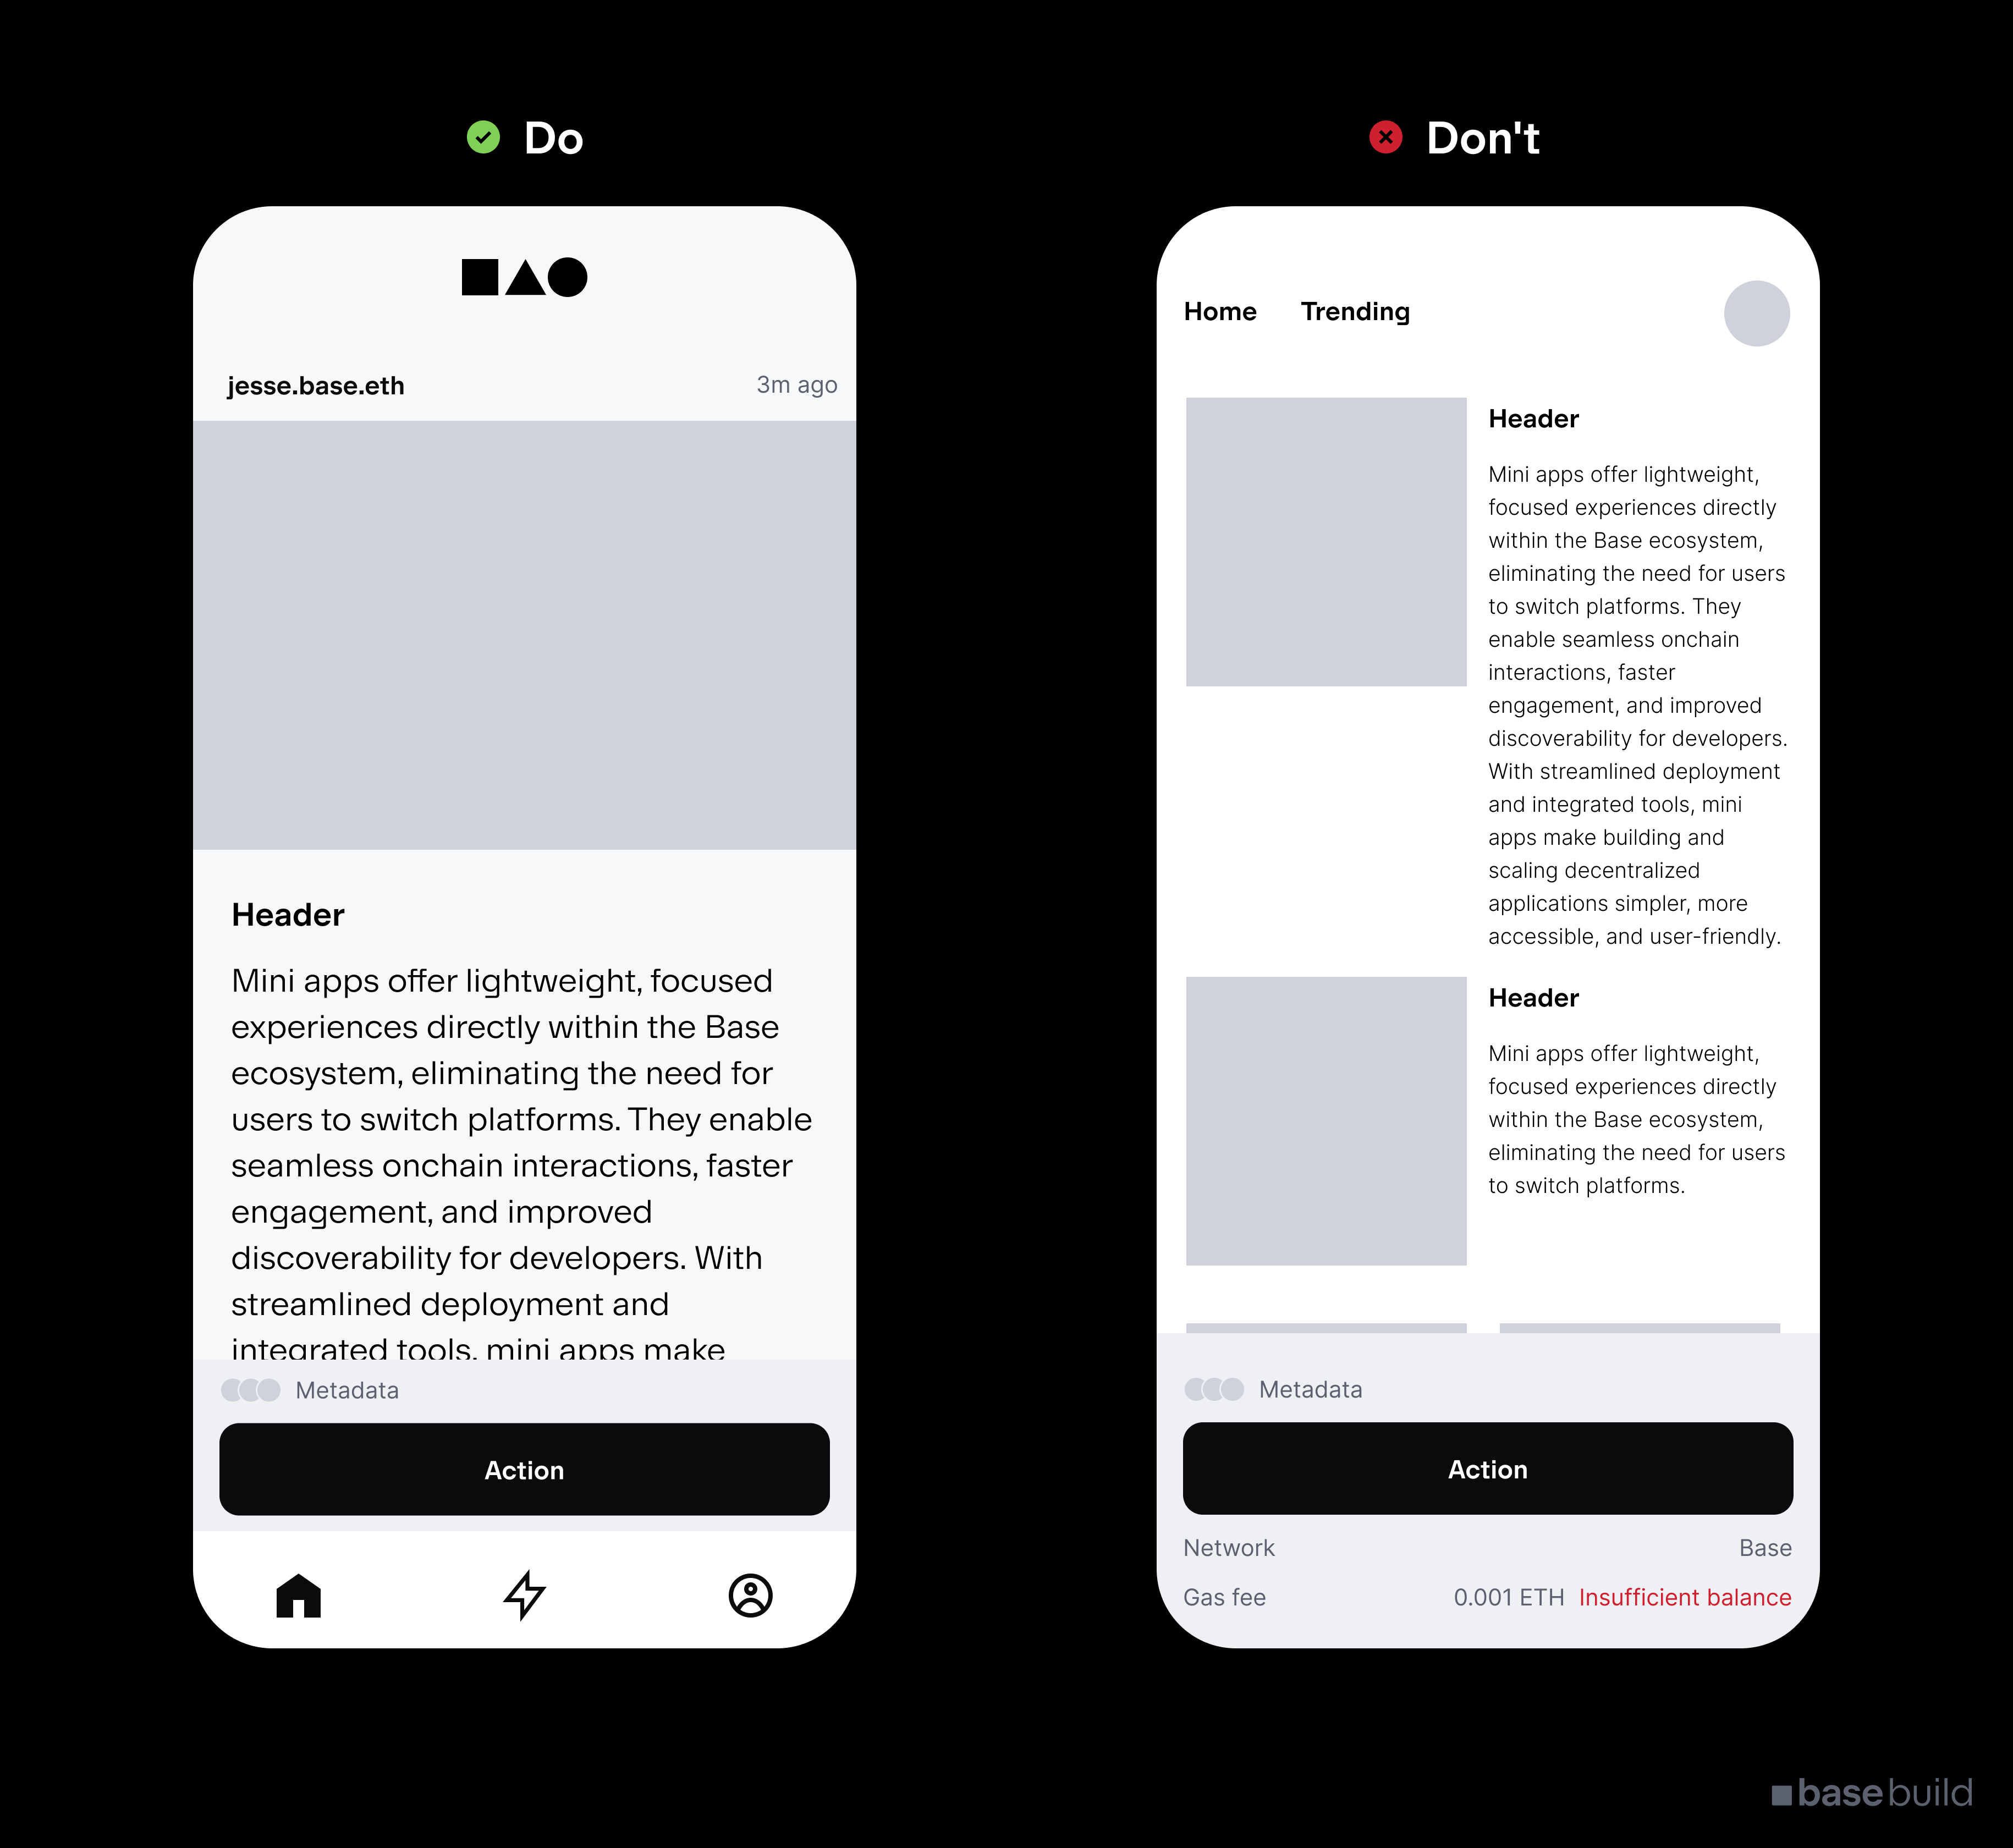 Do
jesse.base.eth
3m ago
Header
Mini apps offer lightweight, focused
experiences directly within the Base
ecosystem, eliminating the need for
users to switch platforms. They enable
seamless onchain interactions, faster
engagement, and improved
discoverability for developers. With
streamlined deployment and
integrated tools, mini apps make
Metadata
Action
Don't
Home
Trending
Header
Mini apps offer lightweight,
focused experiences directly
within the Base ecosystem,
eliminating the need for users
to switch platforms. They
enable seamless onchain
interactions, faster
engagement, and improved
discoverability for developers.
With streamlined deployment
and integrated tools, mini
apps make building and
scaling decentralized
applications simpler, more
accessible, and user-friendly.
Header
Mini apps offer lightweight,
focused experiences directly
within the Base ecosystem,
eliminating the need for users
to switch platforms.
Metadata
Action
Network
Base
Gas fee
0.001 ETH Insufficient balance
basebuild